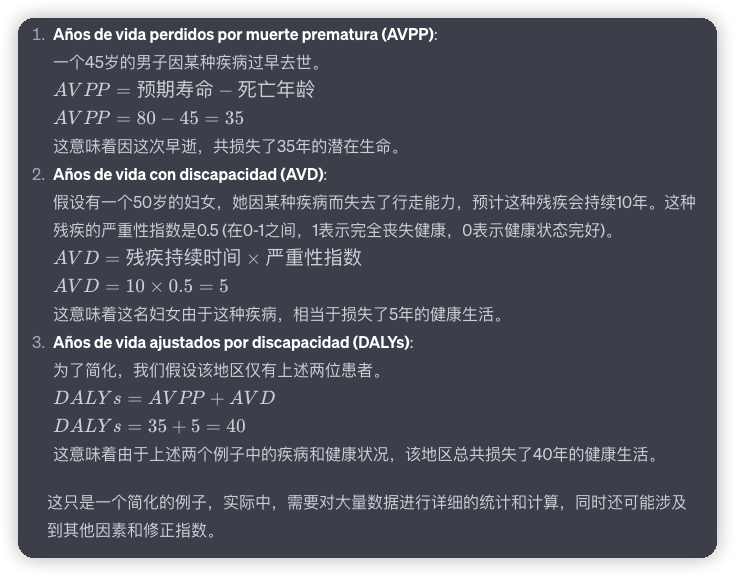 1. Años de vida perdidos por muerte prematura (AVPP):
一个45岁的男子因某种疾病过早去世。
AVPP = 预期寿命 − 死亡年龄
AVPP = 80 − 45 = 35
这意味着因这次早逝，共损失了35年的潜在生命。
2. Años de vida con discapacidad (AVD):
假设有一个50岁的妇女，她因某种疾病而失去了行走能力，预计这种残疾会持续10年。这种
残疾的严重性指数是0.5 (在0-1之间，1表示完全丧失健康，0表示健康状态完好)。
AVD = 残疾持续时间 × 严重性指数
AVD = 10 × 0.5 = 5
这意味着这名妇女由于这种疾病，相当于损失了5年的健康生活。
3. Años de vida ajustados por discapacidad (DALYs):
为了简化，我们假设该地区仅有上述两位患者。
DALYs = AVPP + AVD
DALYs = 35 + 5 = 40
这意味着由于上述两个例子中的疾病和健康状况，该地区总共损失了40年的健康生活。
这只是一个简化的例子，实际中，需要对大量数据进行详细的统计和计算，同时还可能涉及
到其他因素和修正指数。